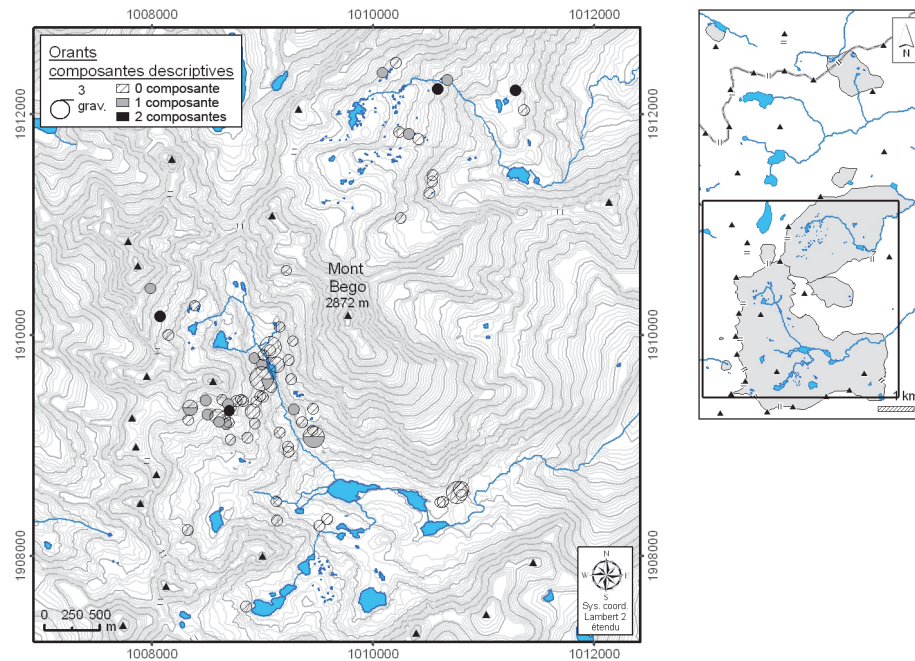 1008000 1010000 1012000
Orants
composantes descriptives
3
grav.
0 composante
1 composante
2 composantes
1912000
1912000
Mont
Bego
2872 m
1910000
1910000
1908000
1908000
0 250 500
m
N
W E
S
Sys. coord.
Lambert 2
étendu
1008000 1010000 1012000
N
1 km